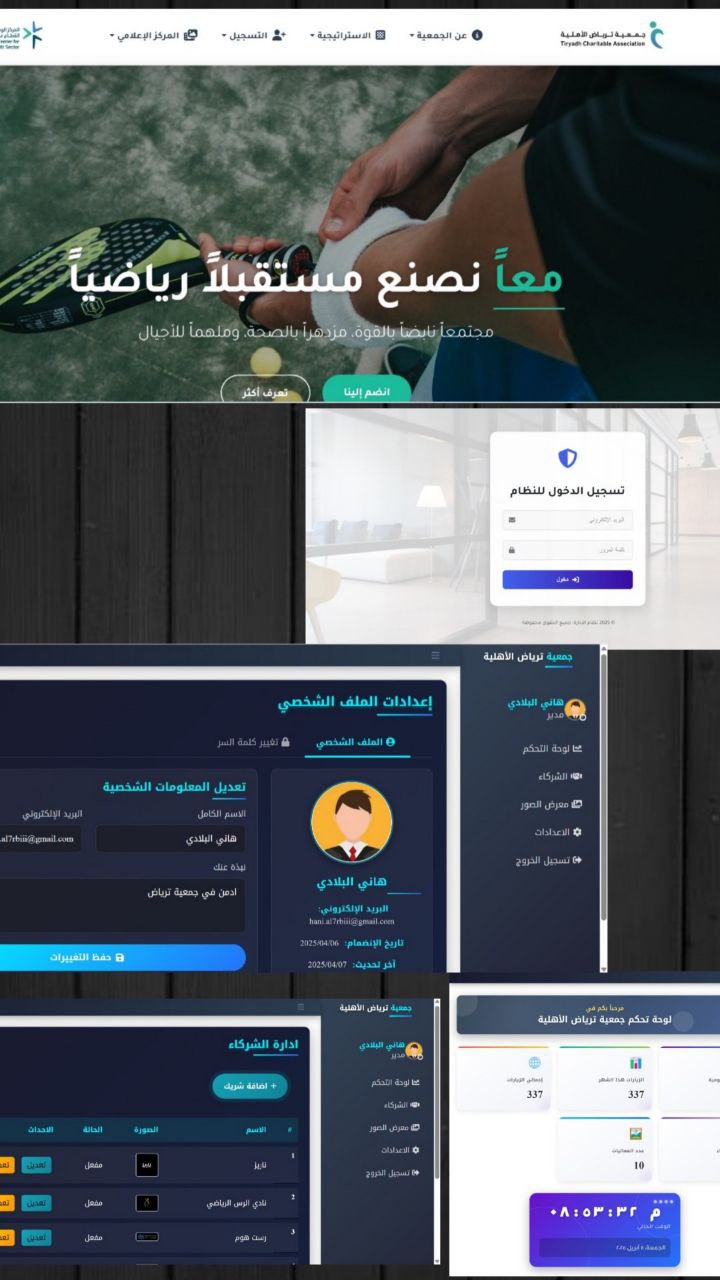 جـمـعـيـة تـريـاض الأهـلـيـة
Tiryadh Charitable Association
عن الجمعية
الاستراتيجية
التسجيل
المركز الإعلامي
معاً نصنع مستقبلاً رياضياً
مجتمعاً نابضاً بالقوة، مزدهراً بالصحة، وملهماً للأجيال
انضم إلينا
تعرف أكثر
تسجيل الدخول للنظام
البريد الإلكتروني
كلمة المرور
دخول
© 2025 نظام الإدارة. جميع الحقوق محفوظة
جمعية ترياض الأهلية
هاني البلادي
مدير
لوحة التحكم
الشركاء
معرض الصور
الاعدادات
تسجيل الخروج
إعدادات الملف الشخصي
الملف الشخصي
تغيير كلمة السر
هاني البلادي
البريد الإلكتروني:
hani.al7rbiii@gmail.com
تاريخ الإنضمام: 2025/04/06
آخر تحديث: 2025/04/07
تعديل المعلومات الشخصية
الاسم الكامل
هاني البلادي
البريد الإلكتروني
.al7rbiii@gmail.com
نبذة عنك
ادمن في جمعية ترياض
حفظ التغييرات
جمعية ترياض الأهلية
هاني البلادي
مدير
لوحة التحكم
الشركاء
معرض الصور
الاعدادات
تسجيل الخروج
ادارة الشركاء
+ اضافة شريك
# الاسم الصورة الحالة الاحداث
1 تاريز مفعل تعديل
2 نادي الرس الرياضي مفعل تعديل
3 رست هوم مفعل تعديل
مرحبا بكم في
لوحة تحكم جمعية ترياض الأهلية
الزيارات هذا الشهر
337
إجمالي الزيارات
337
عدد الفعاليات
10
٠٨:٥٣:٣٢ م
الوقت الحالي